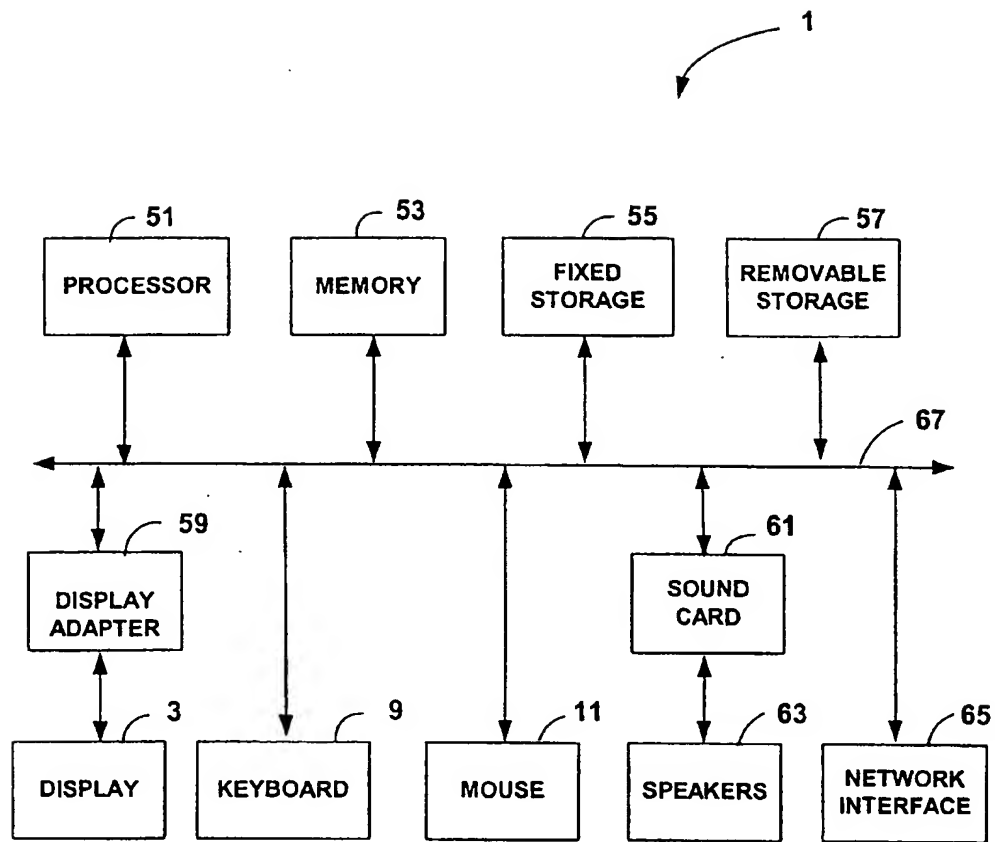 1
51
53
55
57
PROCESSOR
MEMORY
FIXED
STORAGE
REMOVABLE
STORAGE
67
59
61
DISPLAY
ADAPTER
SOUND
CARD
3
9
11
63
65
DISPLAY
KEYBOARD
MOUSE
SPEAKERS
NETWORK
INTERFACE